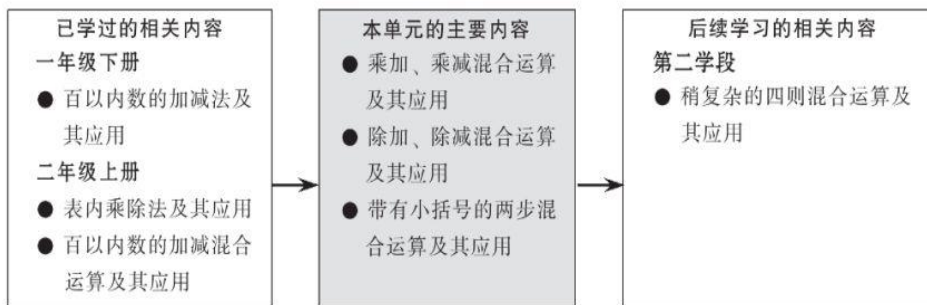 已学过的相关内容
一年级下册
● 百以内数的加减法及
其应用
二年级上册
● 表内乘除法及其应用
● 百以内数的加减混合
运算及其应用
本单元的主要内容
● 乘加、乘减混合运算
及其应用
● 除加、除减混合运算
及其应用
● 带有小括号的两步混
合运算及其应用
后续学习的相关内容
第二学段
● 稍复杂的四则混合运算及
其应用